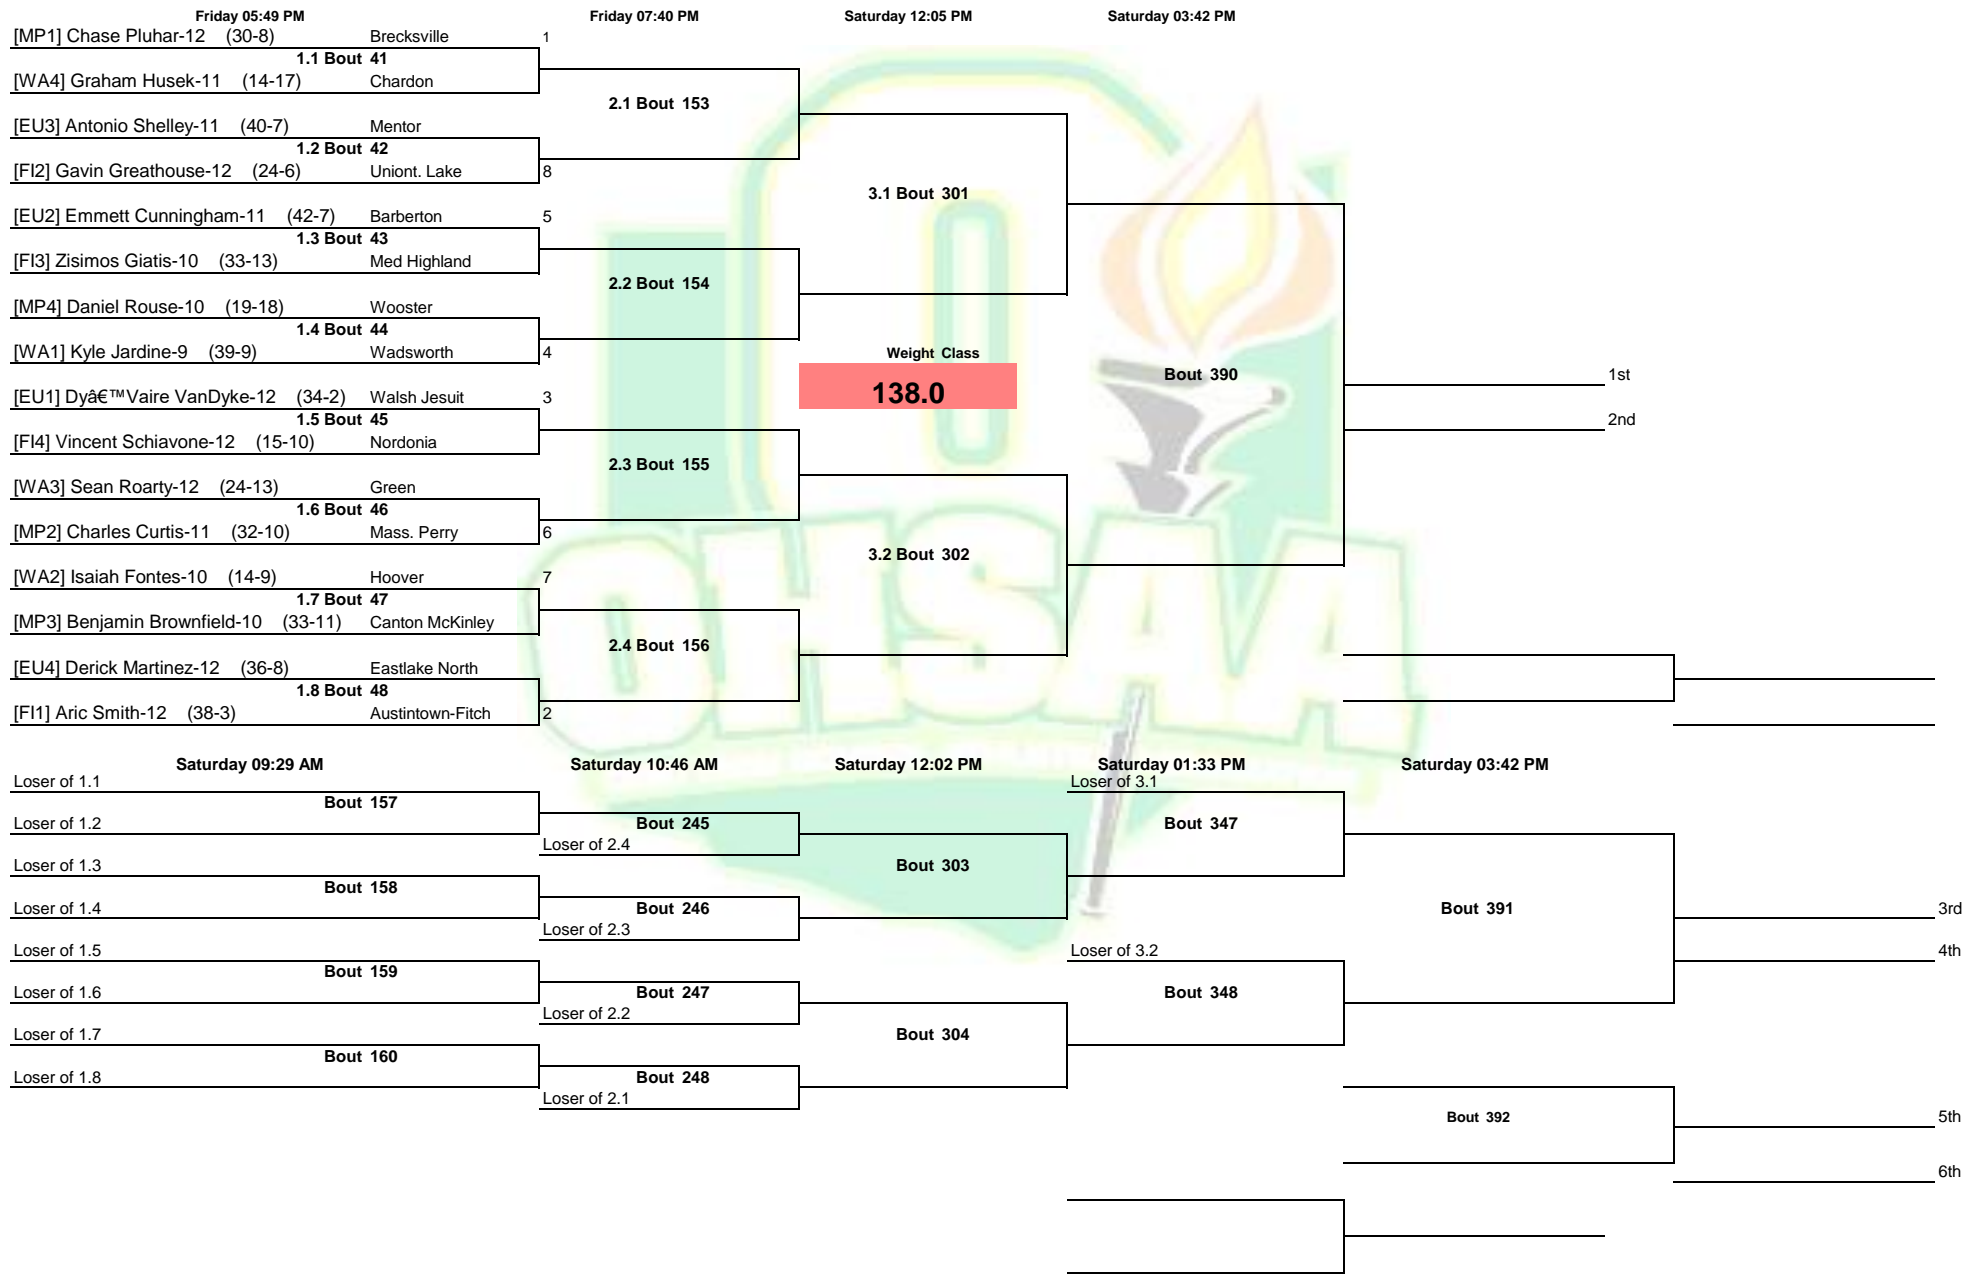 Friday 05:49 PM Friday 07:40 PM Saturday 12:05 PM Saturday 03:42 PM
[MP1] Chase Pluhar-12 (30-8) Brecksville 1
1.1 Bout 41
[WA4] Graham Husek-11 (14-17) Chardon
2.1 Bout 153
[EU3] Antonio Shelley-11 (40-7) Mentor
1.2 Bout 42
[FI2] Gavin Greathouse-12 (24-6) Uniont. Lake 8
3.1 Bout 301
[EU2] Emmett Cunningham-11 (42-7) Barberton 5
1.3 Bout 43
[FI3] Zisimos Giatis-10 (33-13) Med Highland
2.2 Bout 154
[MP4] Daniel Rouse-10 (19-18) Wooster
1.4 Bout 44
[WA1] Kyle Jardine-9 (39-9) Wadsworth 4
Weight Class
138.0
Bout 390
1st
[EU1] Dyâ€™Vaire VanDyke-12 (34-2) Walsh Jesuit 3
1.5 Bout 45
2nd
[FI4] Vincent Schiavone-12 (15-10) Nordonia
2.3 Bout 155
[WA3] Sean Roarty-12 (24-13) Green
1.6 Bout 46
[MP2] Charles Curtis-11 (32-10) Mass. Perry 6
3.2 Bout 302
[WA2] Isaiah Fontes-10 (14-9) Hoover 7
1.7 Bout 47
[MP3] Benjamin Brownfield-10 (33-11) Canton McKinley
2.4 Bout 156
[EU4] Derick Martinez-12 (36-8) Eastlake North
1.8 Bout 48
[FI1] Aric Smith-12 (38-3) Austintown-Fitch 2
OHSAA
Saturday 09:29 AM Saturday 10:46 AM Saturday 12:02 PM Saturday 01:33 PM Saturday 03:42 PM
Loser of 1.1 Loser of 3.1
Bout 157
Loser of 1.2 Bout 245 Bout 347
Loser of 2.4
Loser of 1.3 Bout 303
Bout 158
Loser of 1.4 Bout 246 Bout 391 3rd
Loser of 2.3
Loser of 1.5 Loser of 3.2 4th
Bout 159
Loser of 1.6 Bout 247 Bout 348
Loser of 2.2
Loser of 1.7 Bout 304
Bout 160
Loser of 1.8 Bout 248
Loser of 2.1
Bout 392 5th
6th